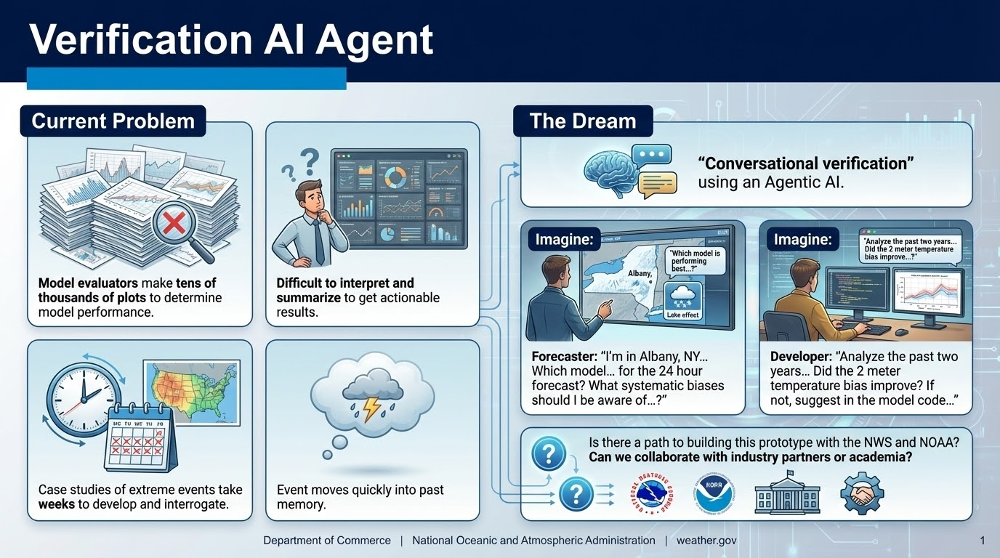 Verification AI Agent
Current Problem
Model evaluators make tens of
thousands of plots to determine
model performance.
? ?
Difficult to interpret and
summarize to get actionable
results.
Case studies of extreme events take
weeks to develop and interrogate.
Event moves quickly into past
memory.
The Dream
“Conversational verification”
using an Agentic AI.
Imagine:
"Which model is
performing
best...?"
Albany,
Lake effect
Forecaster: “I'm in Albany, NY...
Which model... for the 24 hour
forecast? What systematic biases
should I be aware of...?”
Imagine:
"Analyze the past two years...
Did the 2 meter temperature
bias improve...?"
Developer: “Analyze the past two
years... Did the 2 meter
temperature bias improve? If
not, suggest in the model code...”
?
?
Is there a path to building this prototype with the NWS and NOAA?
Can we collaborate with industry partners or academia?
NOAA
Department of Commerce | National Oceanic and Atmospheric Administration | weather.gov
1